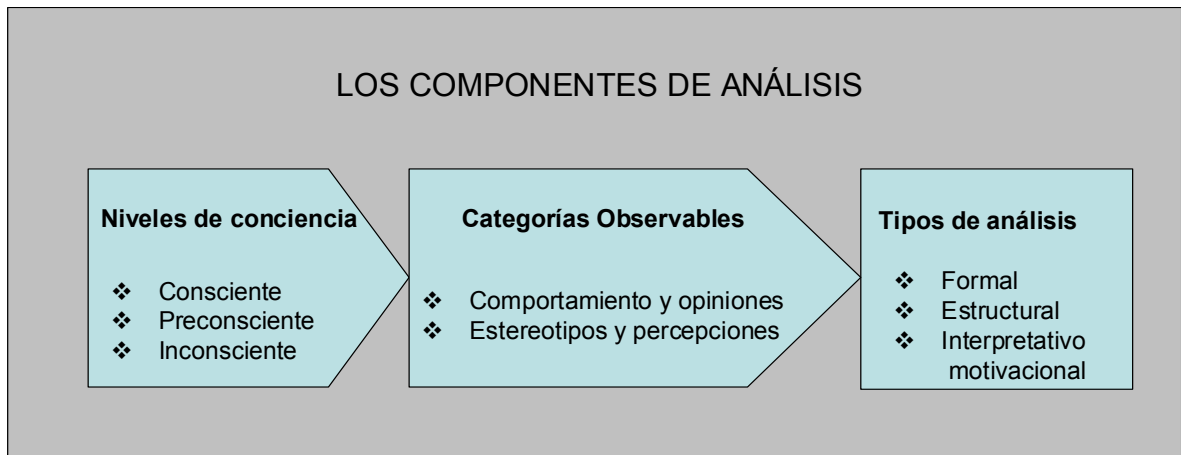 LOS COMPONENTES DE ANÁLISIS
Niveles de conciencia
❖ Consciente
❖ Preconsciente
❖ Inconsciente
Categorías Observables
❖ Comportamiento y opiniones
❖ Estereotipos y percepciones
Tipos de análisis
❖ Formal
❖ Estructural
❖ Interpretativo
motivacional